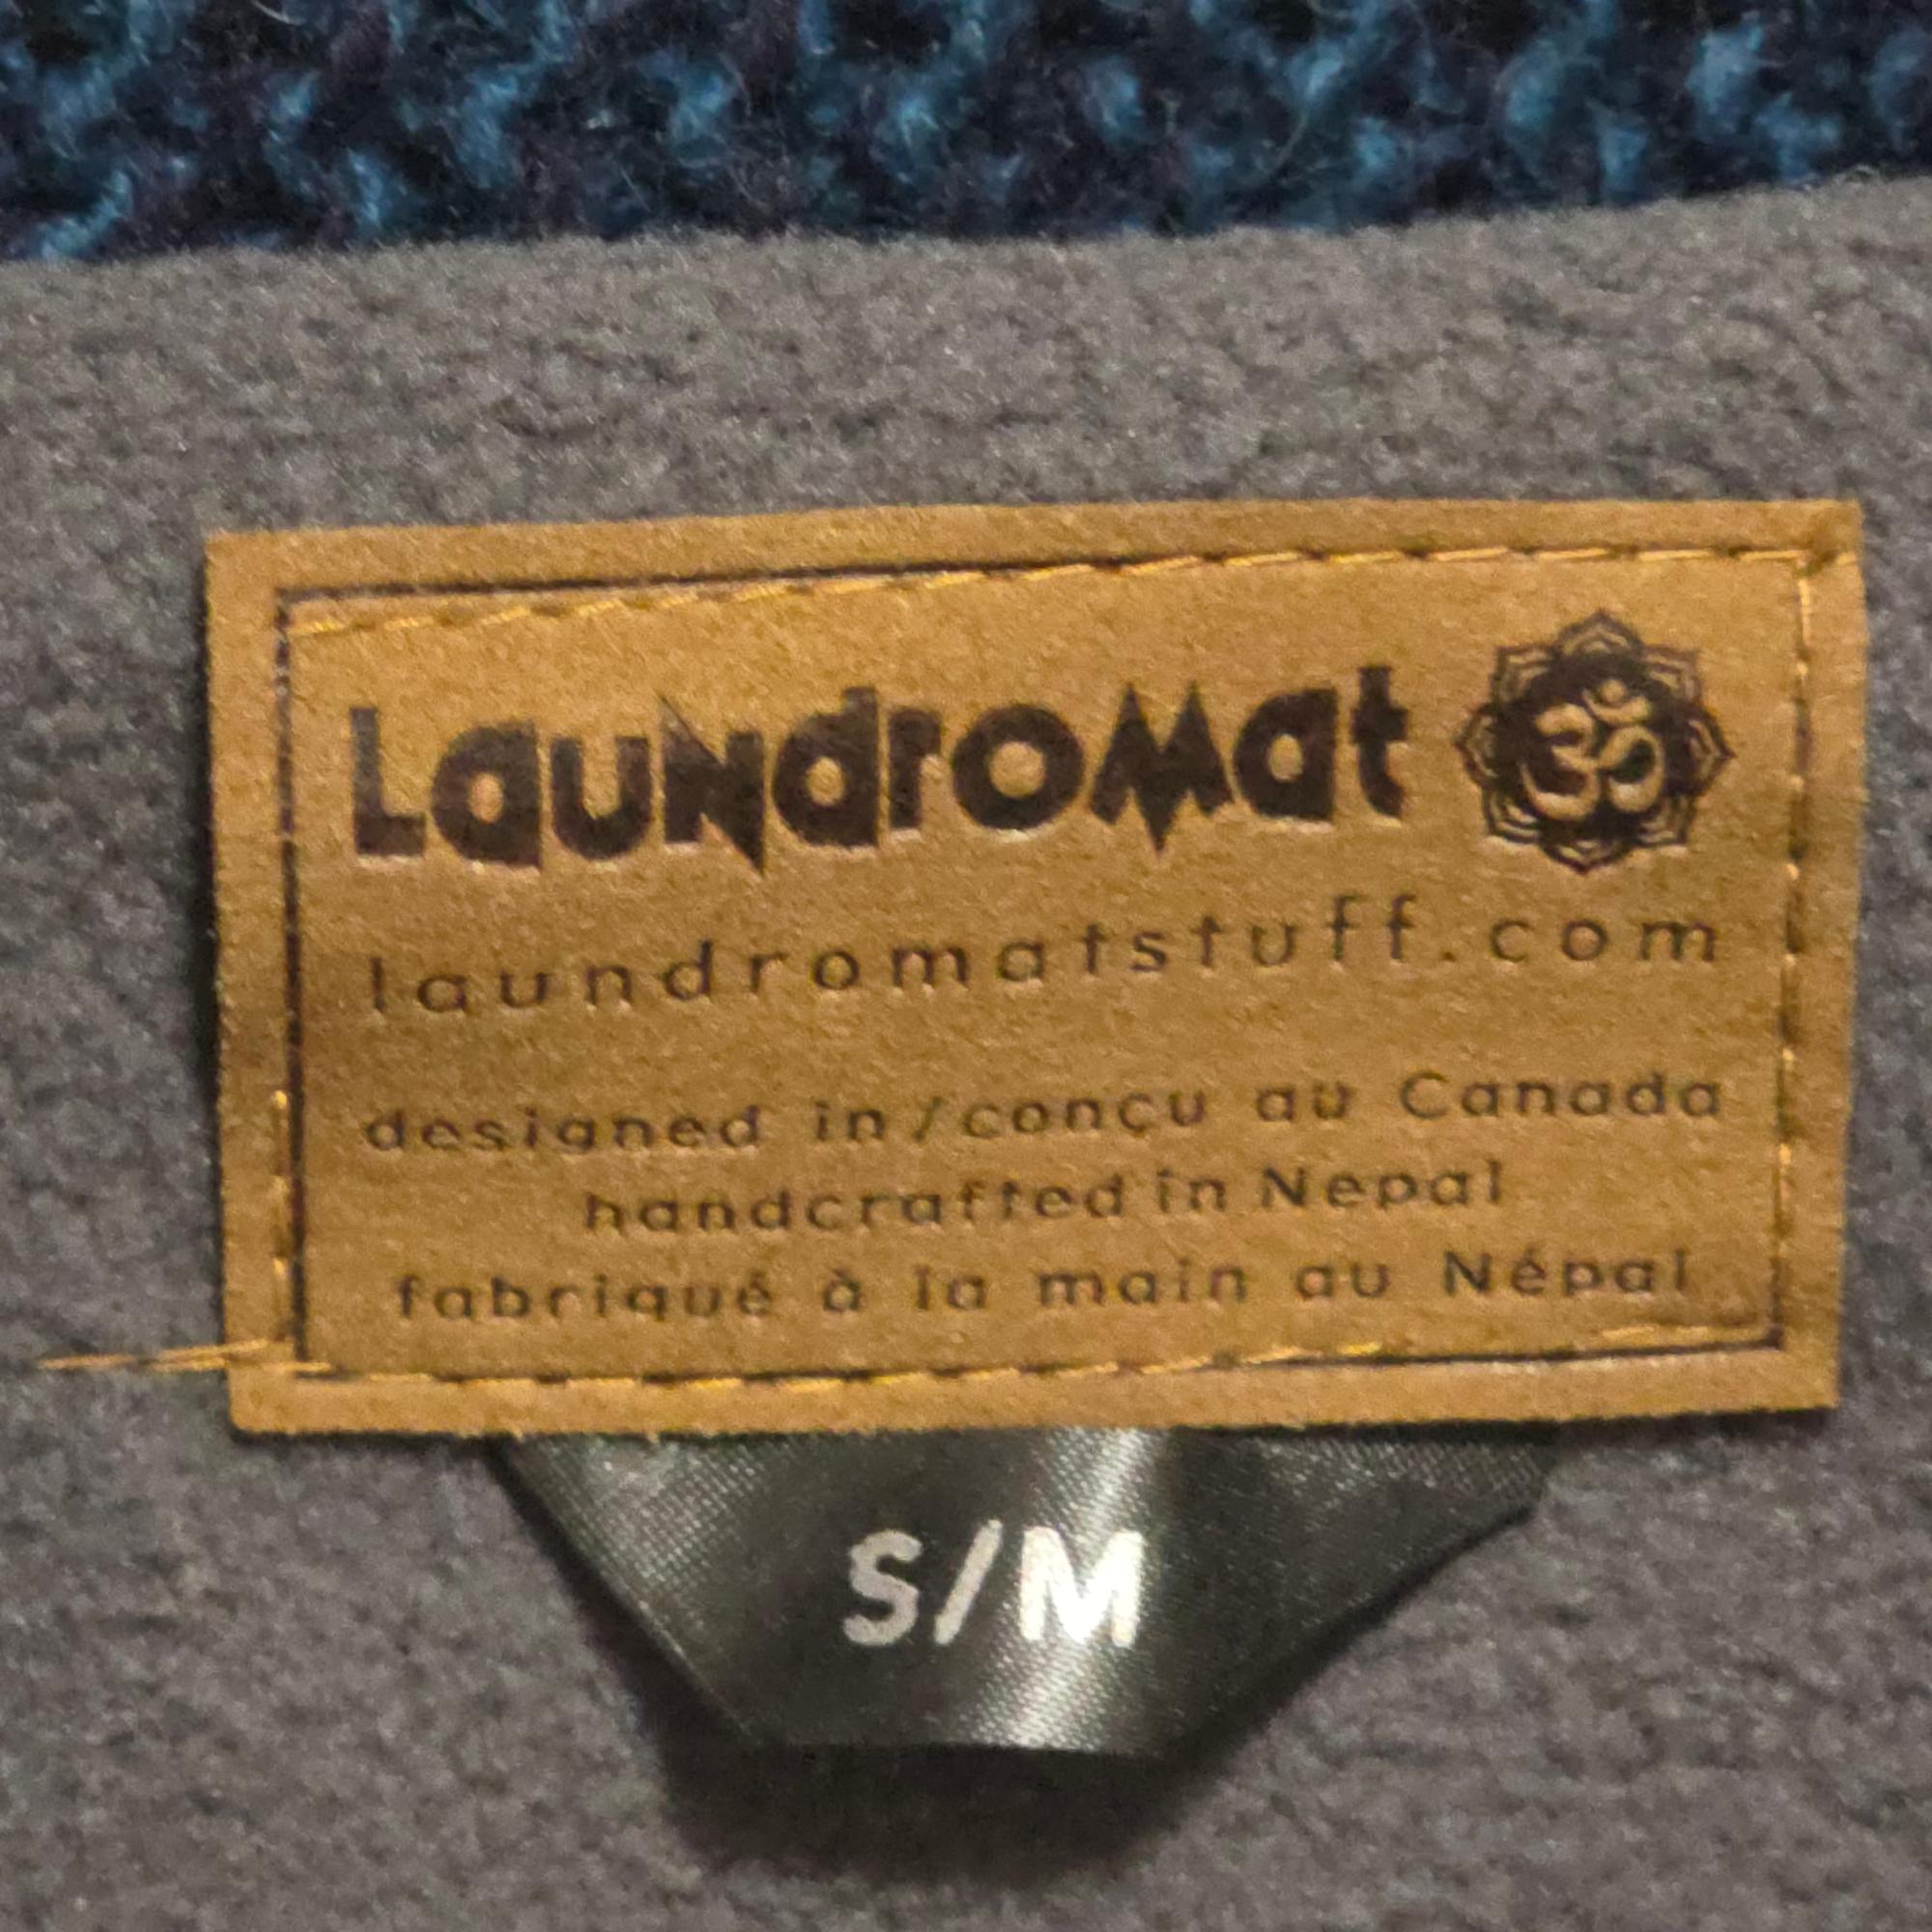 Laundromat ॐ
laundromatstuff.com
designed in/conçu au Canada
handcrafted in Nepal
fabriqué à la main au Népal
S/M